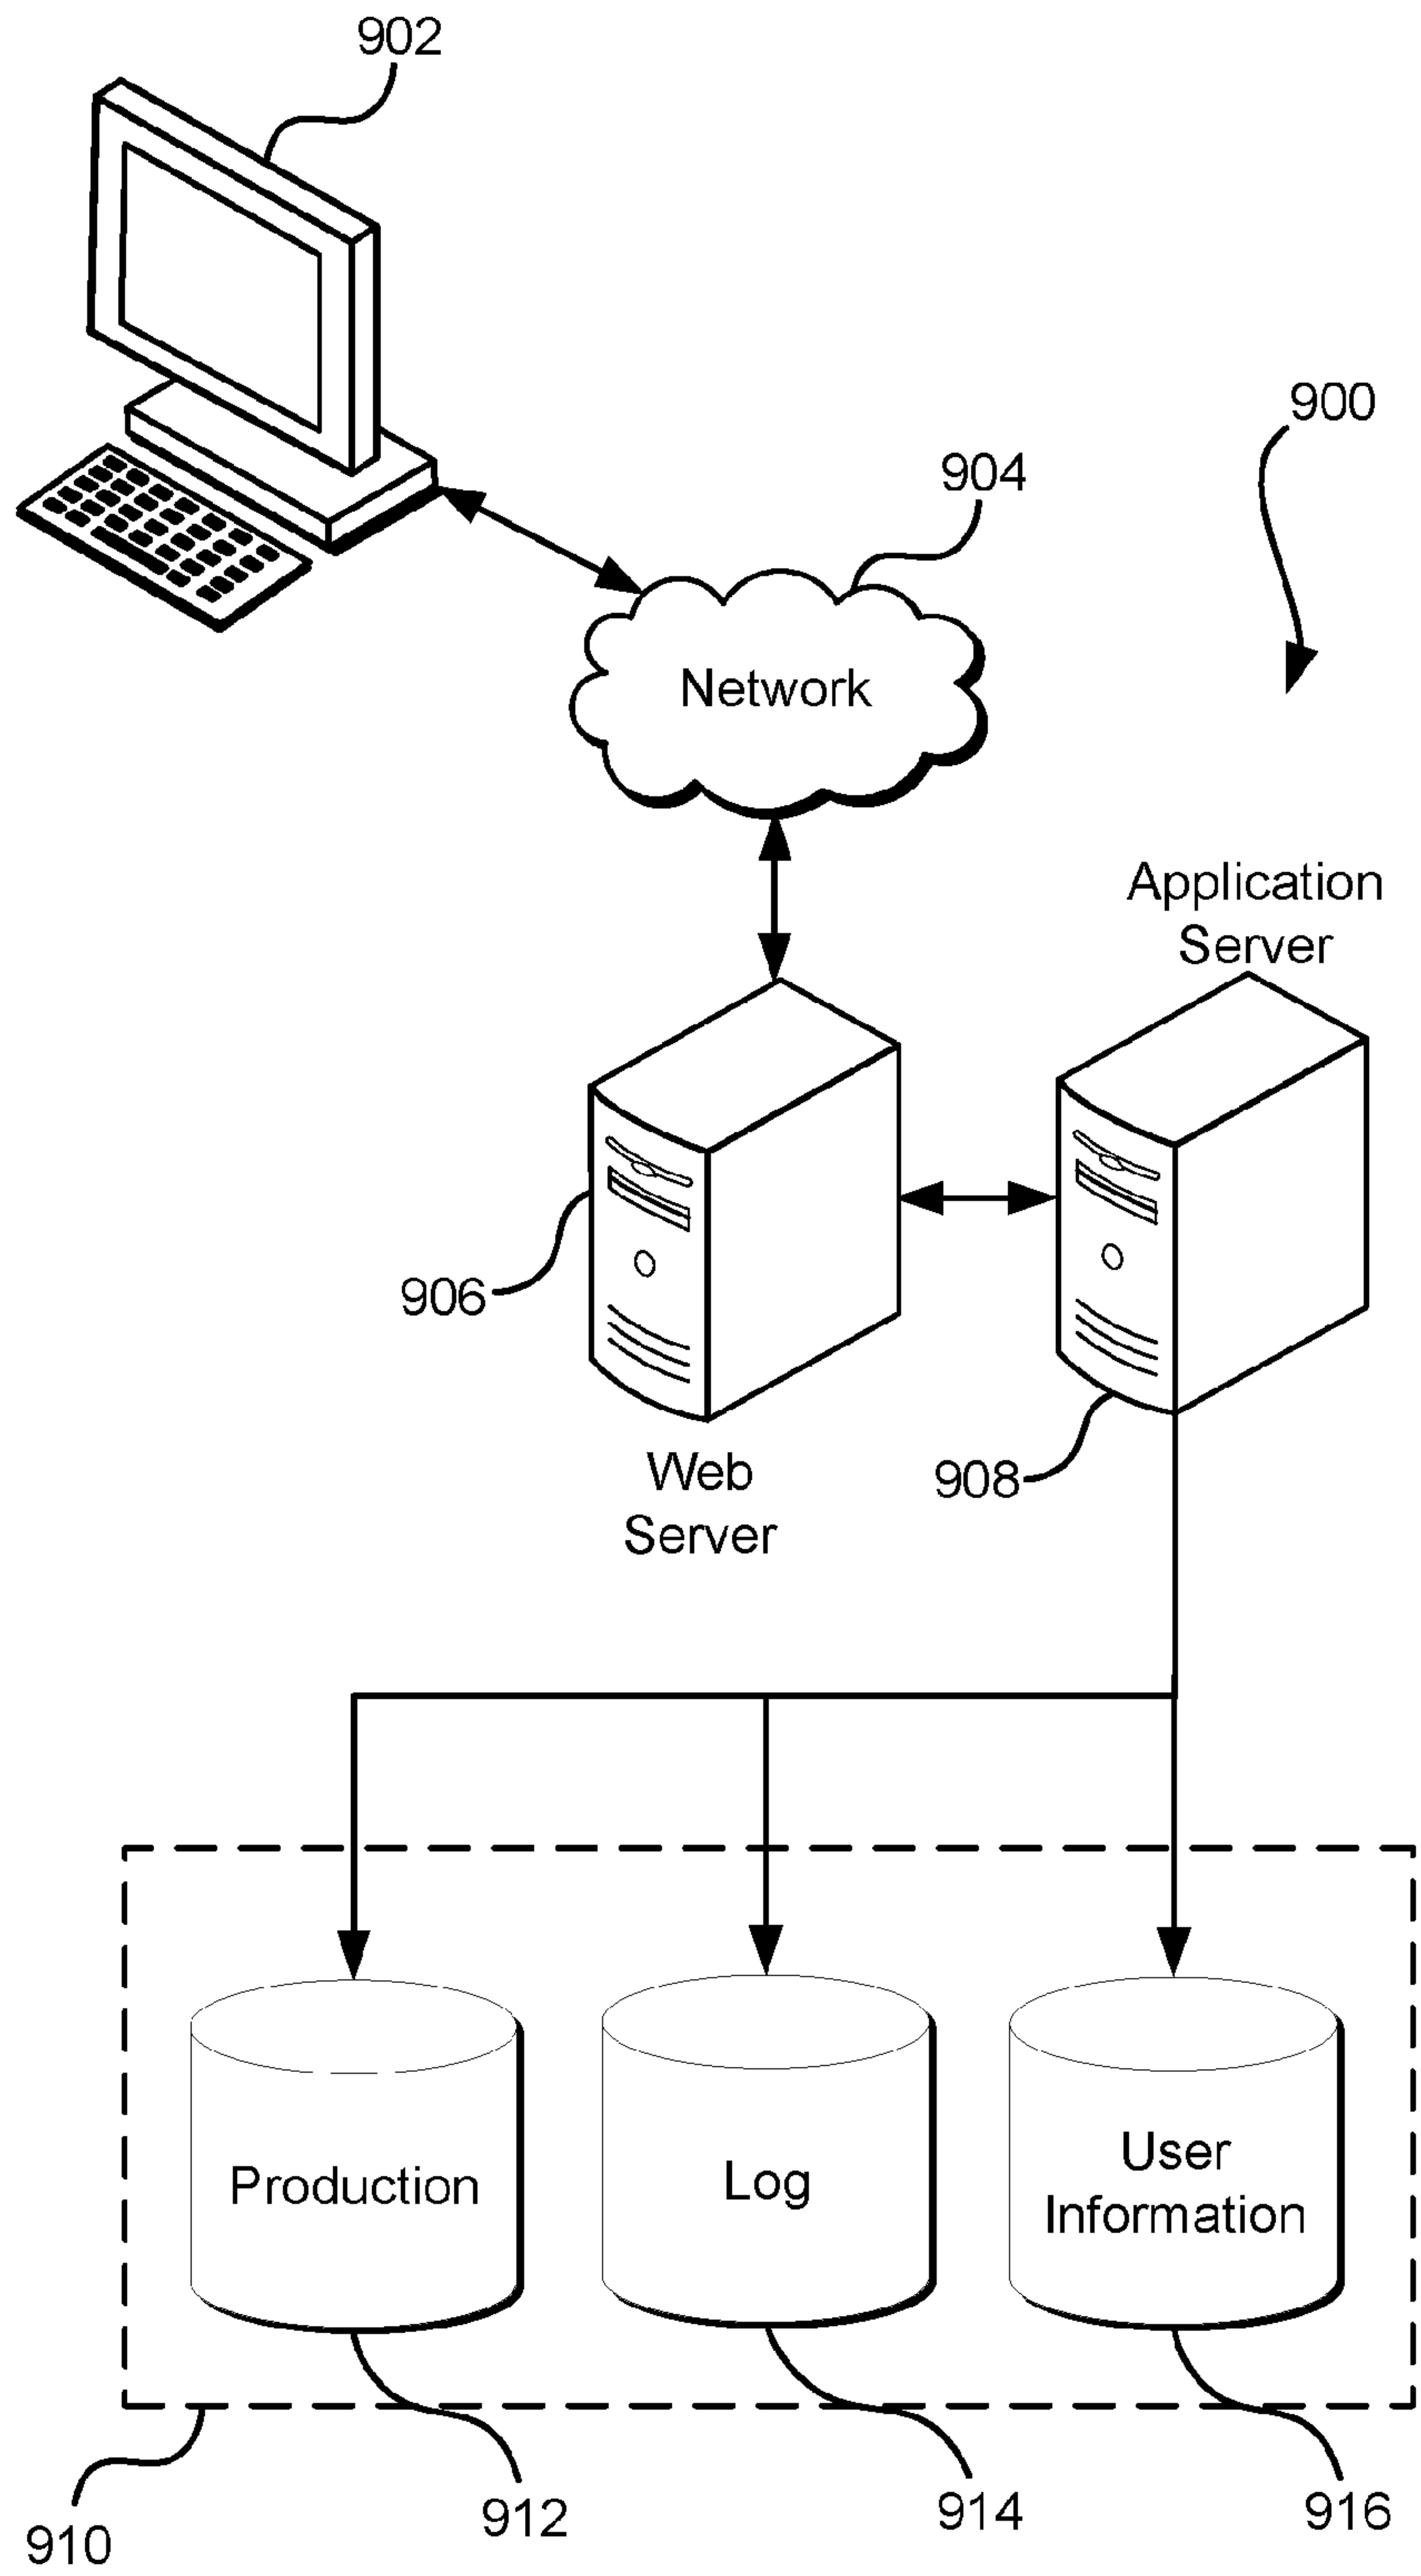 902
900
904
Network
Application
Server
906
908
Web
Server
Production
Log
User
Information
910
912
914
916